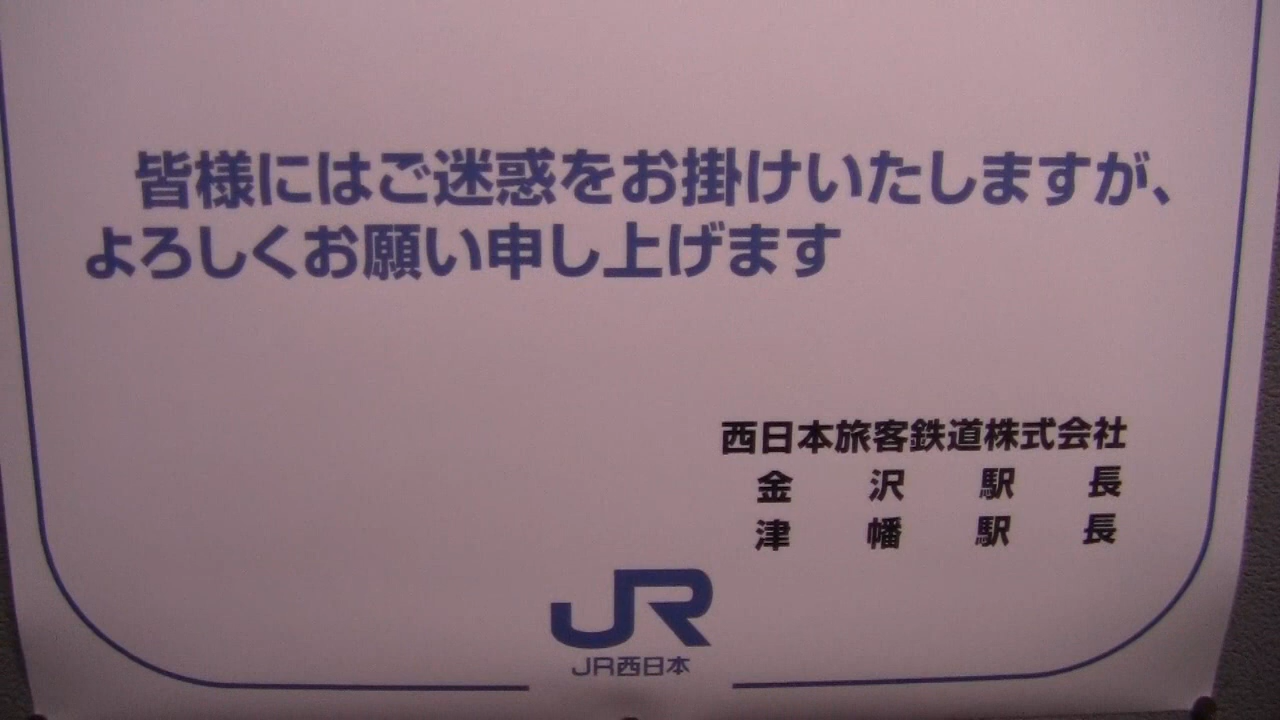 皆様にはご迷惑をお掛けいたしますが、
よろしくお願い申し上げます
西日本旅客鉄道株式会社
金沢駅長
津幡駅長
JR
JR西日本